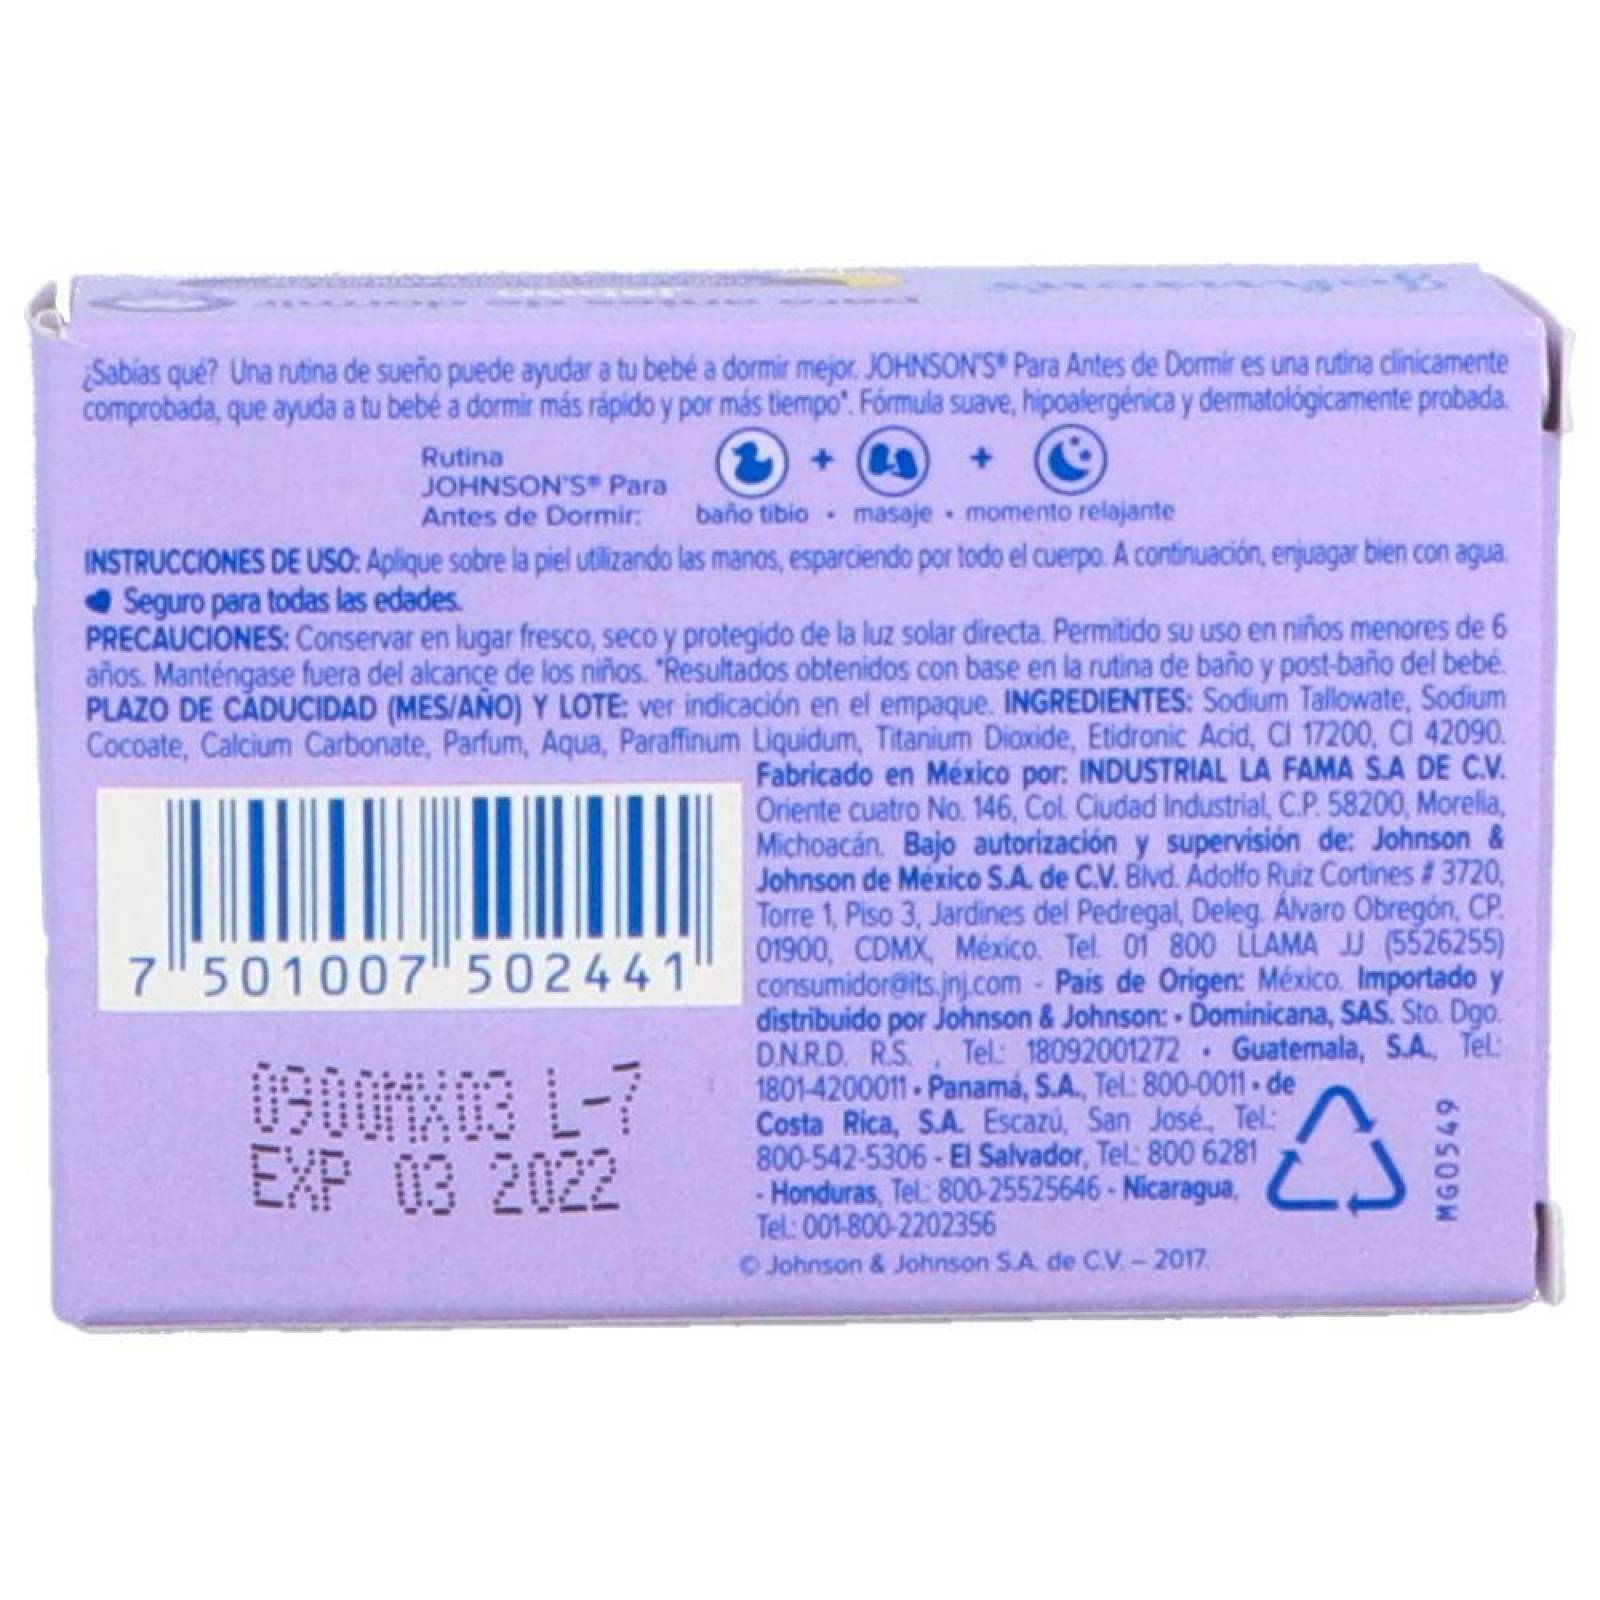 Johnson's
para antes de dormir
jabón
¿Sabías qué? Una rutina de sueño puede ayudar a tu bebé a dormir mejor. JOHNSON'S® Para Antes de Dormir es una rutina clínicamente
comprobada, que ayuda a tu bebé a dormir más rápido y por más tiempo*. Fórmula suave, hipoalergénica y dermatológicamente probada.
Rutina
JOHNSON'S® Para
Antes de Dormir:
baño tibio • masaje • momento relajante
INSTRUCCIONES DE USO: Aplique sobre la piel utilizando las manos, esparciendo por todo el cuerpo. A continuación, enjuagar bien con agua.
Seguro para todas las edades.
PRECAUCIONES: Conservar en lugar fresco, seco y protegido de la luz solar directa. Permitido su uso en niños menores de 6
años. Manténgase fuera del alcance de los niños. *Resultados obtenidos con base en la rutina de baño y post-baño del bebé.
PLAZO DE CADUCIDAD (MES/AÑO) Y LOTE: ver indicación en el empaque. INGREDIENTES: Sodium Tallowate, Sodium
Cocoate, Calcium Carbonate, Parfum, Aqua, Paraffinum Liquidum, Titanium Dioxide, Etidronic Acid, CI 17200, CI 42090.
Fabricado en México por: INDUSTRIAL LA FAMA S.A DE C.V.
Oriente cuatro No. 146, Col. Ciudad Industrial, C.P. 58200, Morelia,
Michoacán. Bajo autorización y supervisión de: Johnson &
Johnson de México S.A. de C.V. Blvd. Adolfo Ruiz Cortines # 3720,
Torre 1, Piso 3, Jardines del Pedregal, Deleg. Álvaro Obregón, CP.
01900, CDMX, México. Tel. 01 800 LLAMA JJ (5526255)
consumidor@its.jnj.com - País de Origen: México. Importado y
distribuido por Johnson & Johnson: • Dominicana, SAS. Sto. Dgo.
D.N.R.D. R.S. , Tel.: 18092001272 • Guatemala, S.A., Tel.:
1801-4200011 • Panamá, S.A., Tel.: 800-0011 • de
Costa Rica, S.A. Escazú, San José., Tel.:
800-542-5306 - El Salvador, Tel.: 800 6281
- Honduras, Tel.: 800-25525646 - Nicaragua,
Tel.: 001-800-2202356
© Johnson & Johnson S.A. de C.V. – 2017.
MG0549
7 501007 502441
0900MX03 L-7
EXP 03 2022